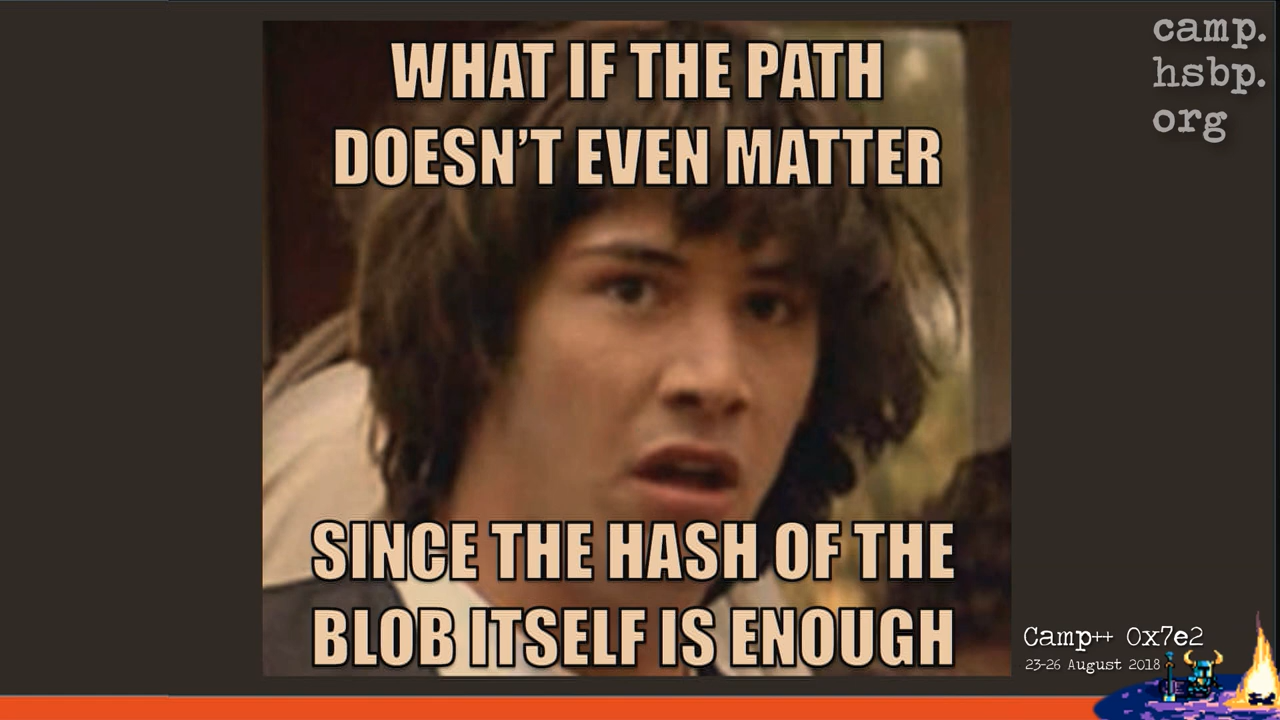 WHAT IF THE PATH
DOESN'T EVEN MATTER
SINCE THE HASH OF THE
BLOB ITSELF IS ENOUGH
camp.
hsbp.
org
Camp++ 0x7e2
23-26 August 2018